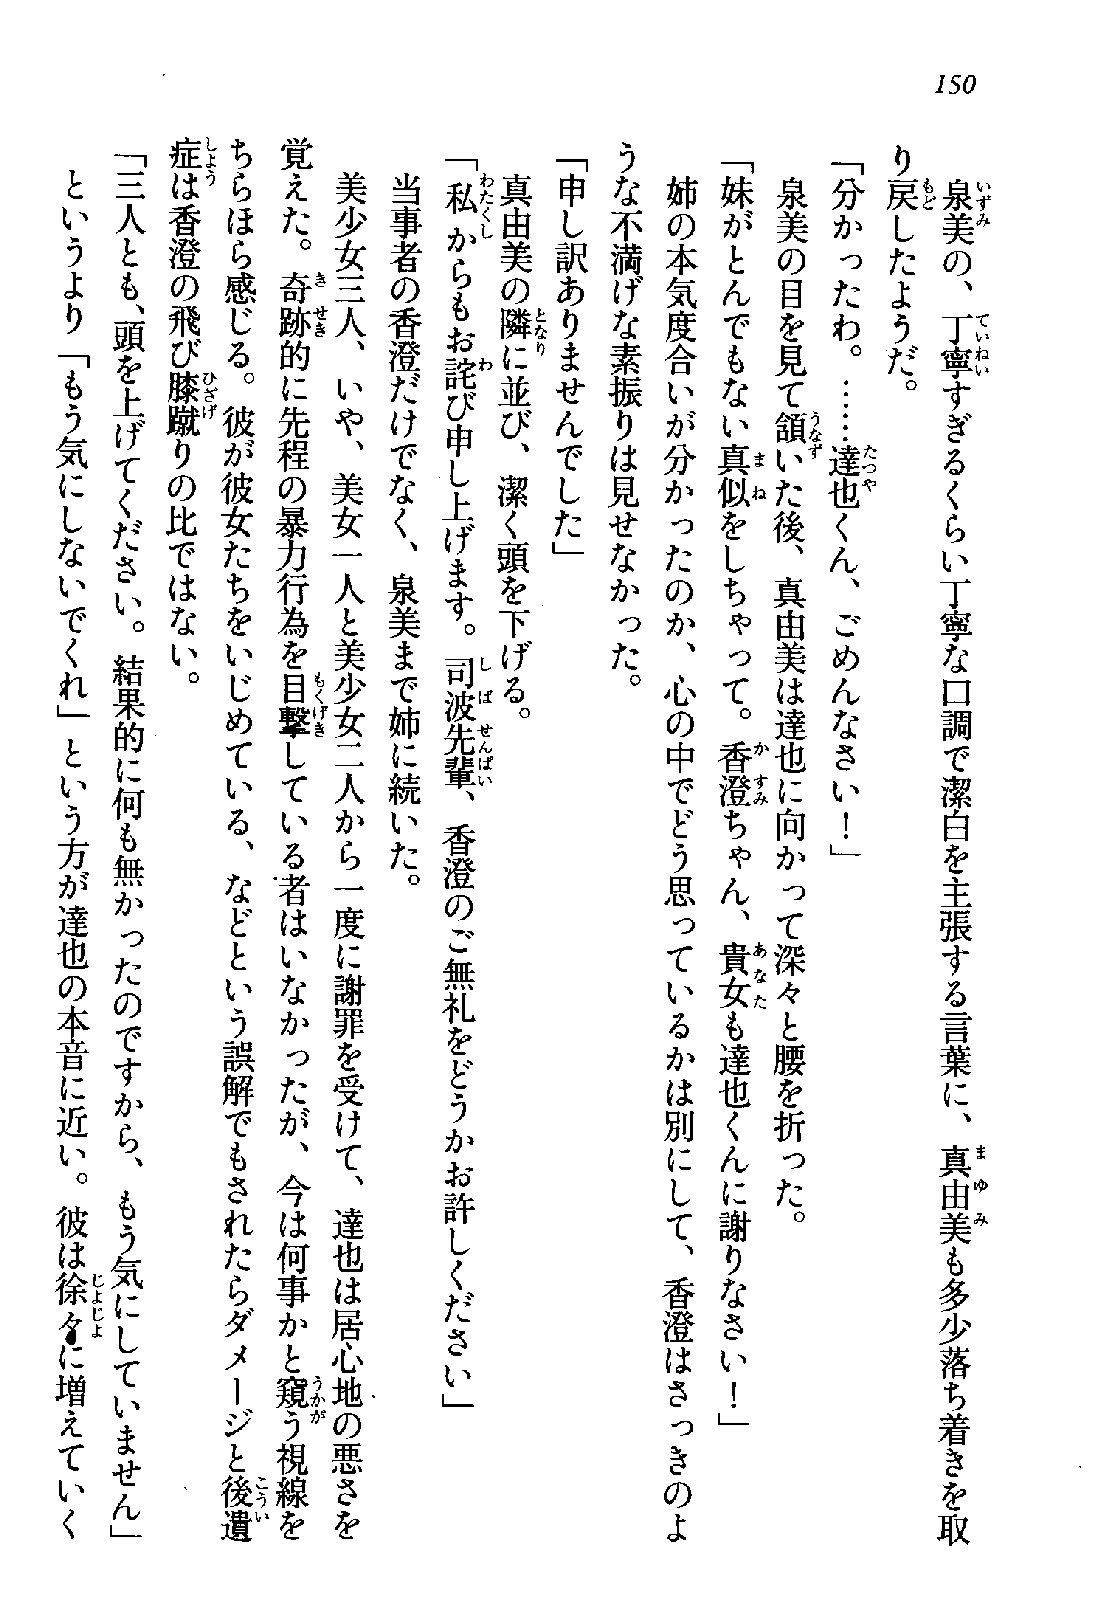 150
泉美の、丁寧すぎるくらい丁寧な口調で潔白を主張する言葉に、真由美も多少落ち着きを取
り戻したようだ。
「分かったわ。……達也くん、ごめんなさい！」
泉美の目を見て頷いた後、真由美は達也に向かって深々と腰を折った。
「妹がとんでもない真似をしちゃって。香澄ちゃん、貴女も達也くんに謝りなさい！」
姉の本気度合いが分かったのか、心の中でどう思っているかは別にして、香澄はさっきのよ
うな不満げな素振りは見せなかった。
「申し訳ありませんでした」
真由美の隣に並び、潔く頭を下げる。
「私からもお詫び申し上げます。司波先輩、香澄のご無礼をどうかお許しください」
当事者の香澄だけでなく、泉美まで姉に続いた。
美少女三人、いや、美女一人と美少女二人から一度に謝罪を受けて、達也は居心地の悪さを
覚えた。奇跡的に先程の暴力行為を目撃している者はいなかったが、今は何事かと窺う視線を
ちらほら感じる。彼が彼女たちをいじめている、などという誤解でもされたらダメージと後遺
症は香澄の飛び膝蹴りの比ではない。
「三人とも、頭を上げてください。結果的に何も無かったのですから、もう気にしていません」
というより「もう気にしないでくれ」という方が達也の本音に近い。彼は徐々に増えていく